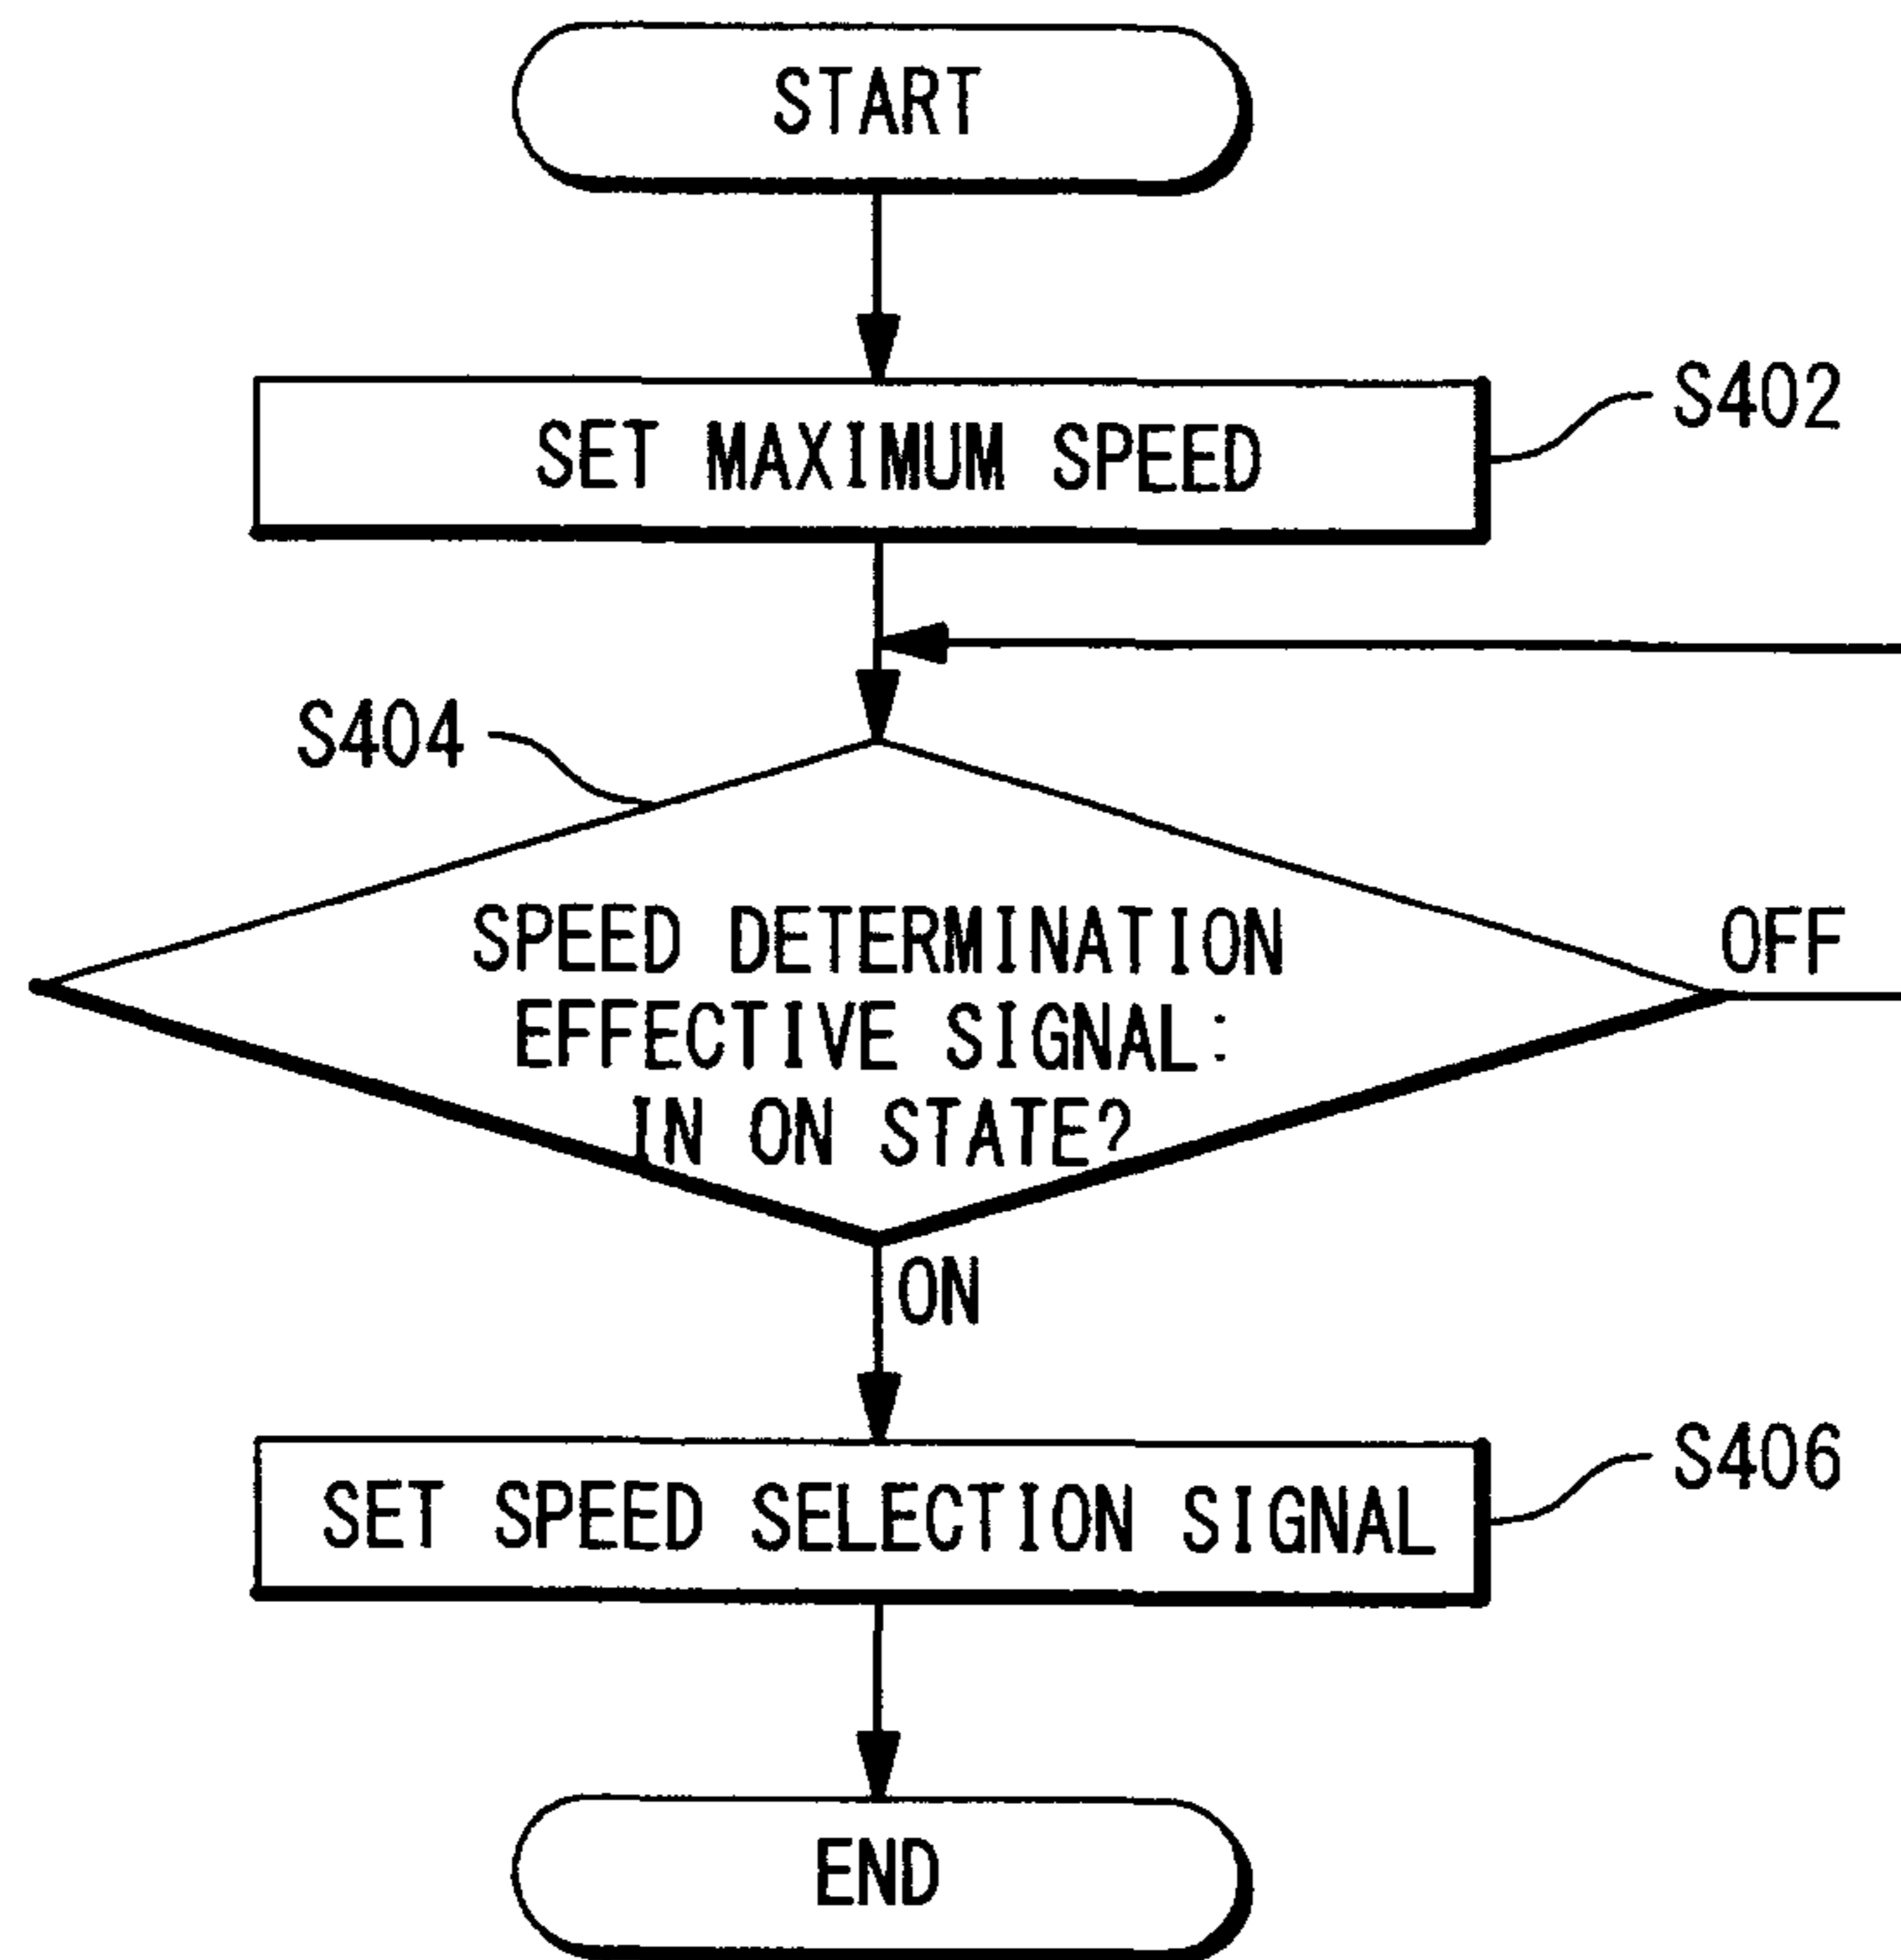 START
SET MAXIMUM SPEED
S402
S404
SPEED DETERMINATION
EFFECTIVE SIGNAL:
IN ON STATE?
OFF
ON
SET SPEED SELECTION SIGNAL
S406
END